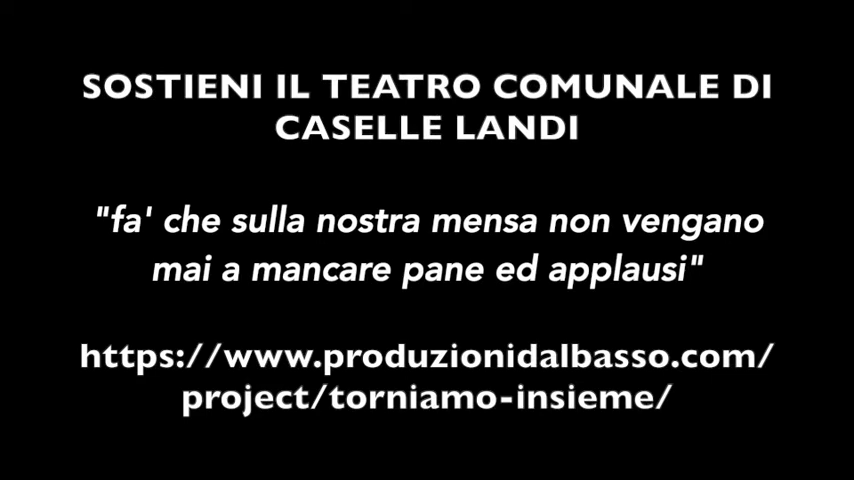 SOSTIENI IL TEATRO COMUNALE DI
CASELLE LANDI
"fa' che sulla nostra mensa non vengano
mai a mancare pane ed applausi"
https://www.produzionidalbasso.com/
project/torniamo-insieme/